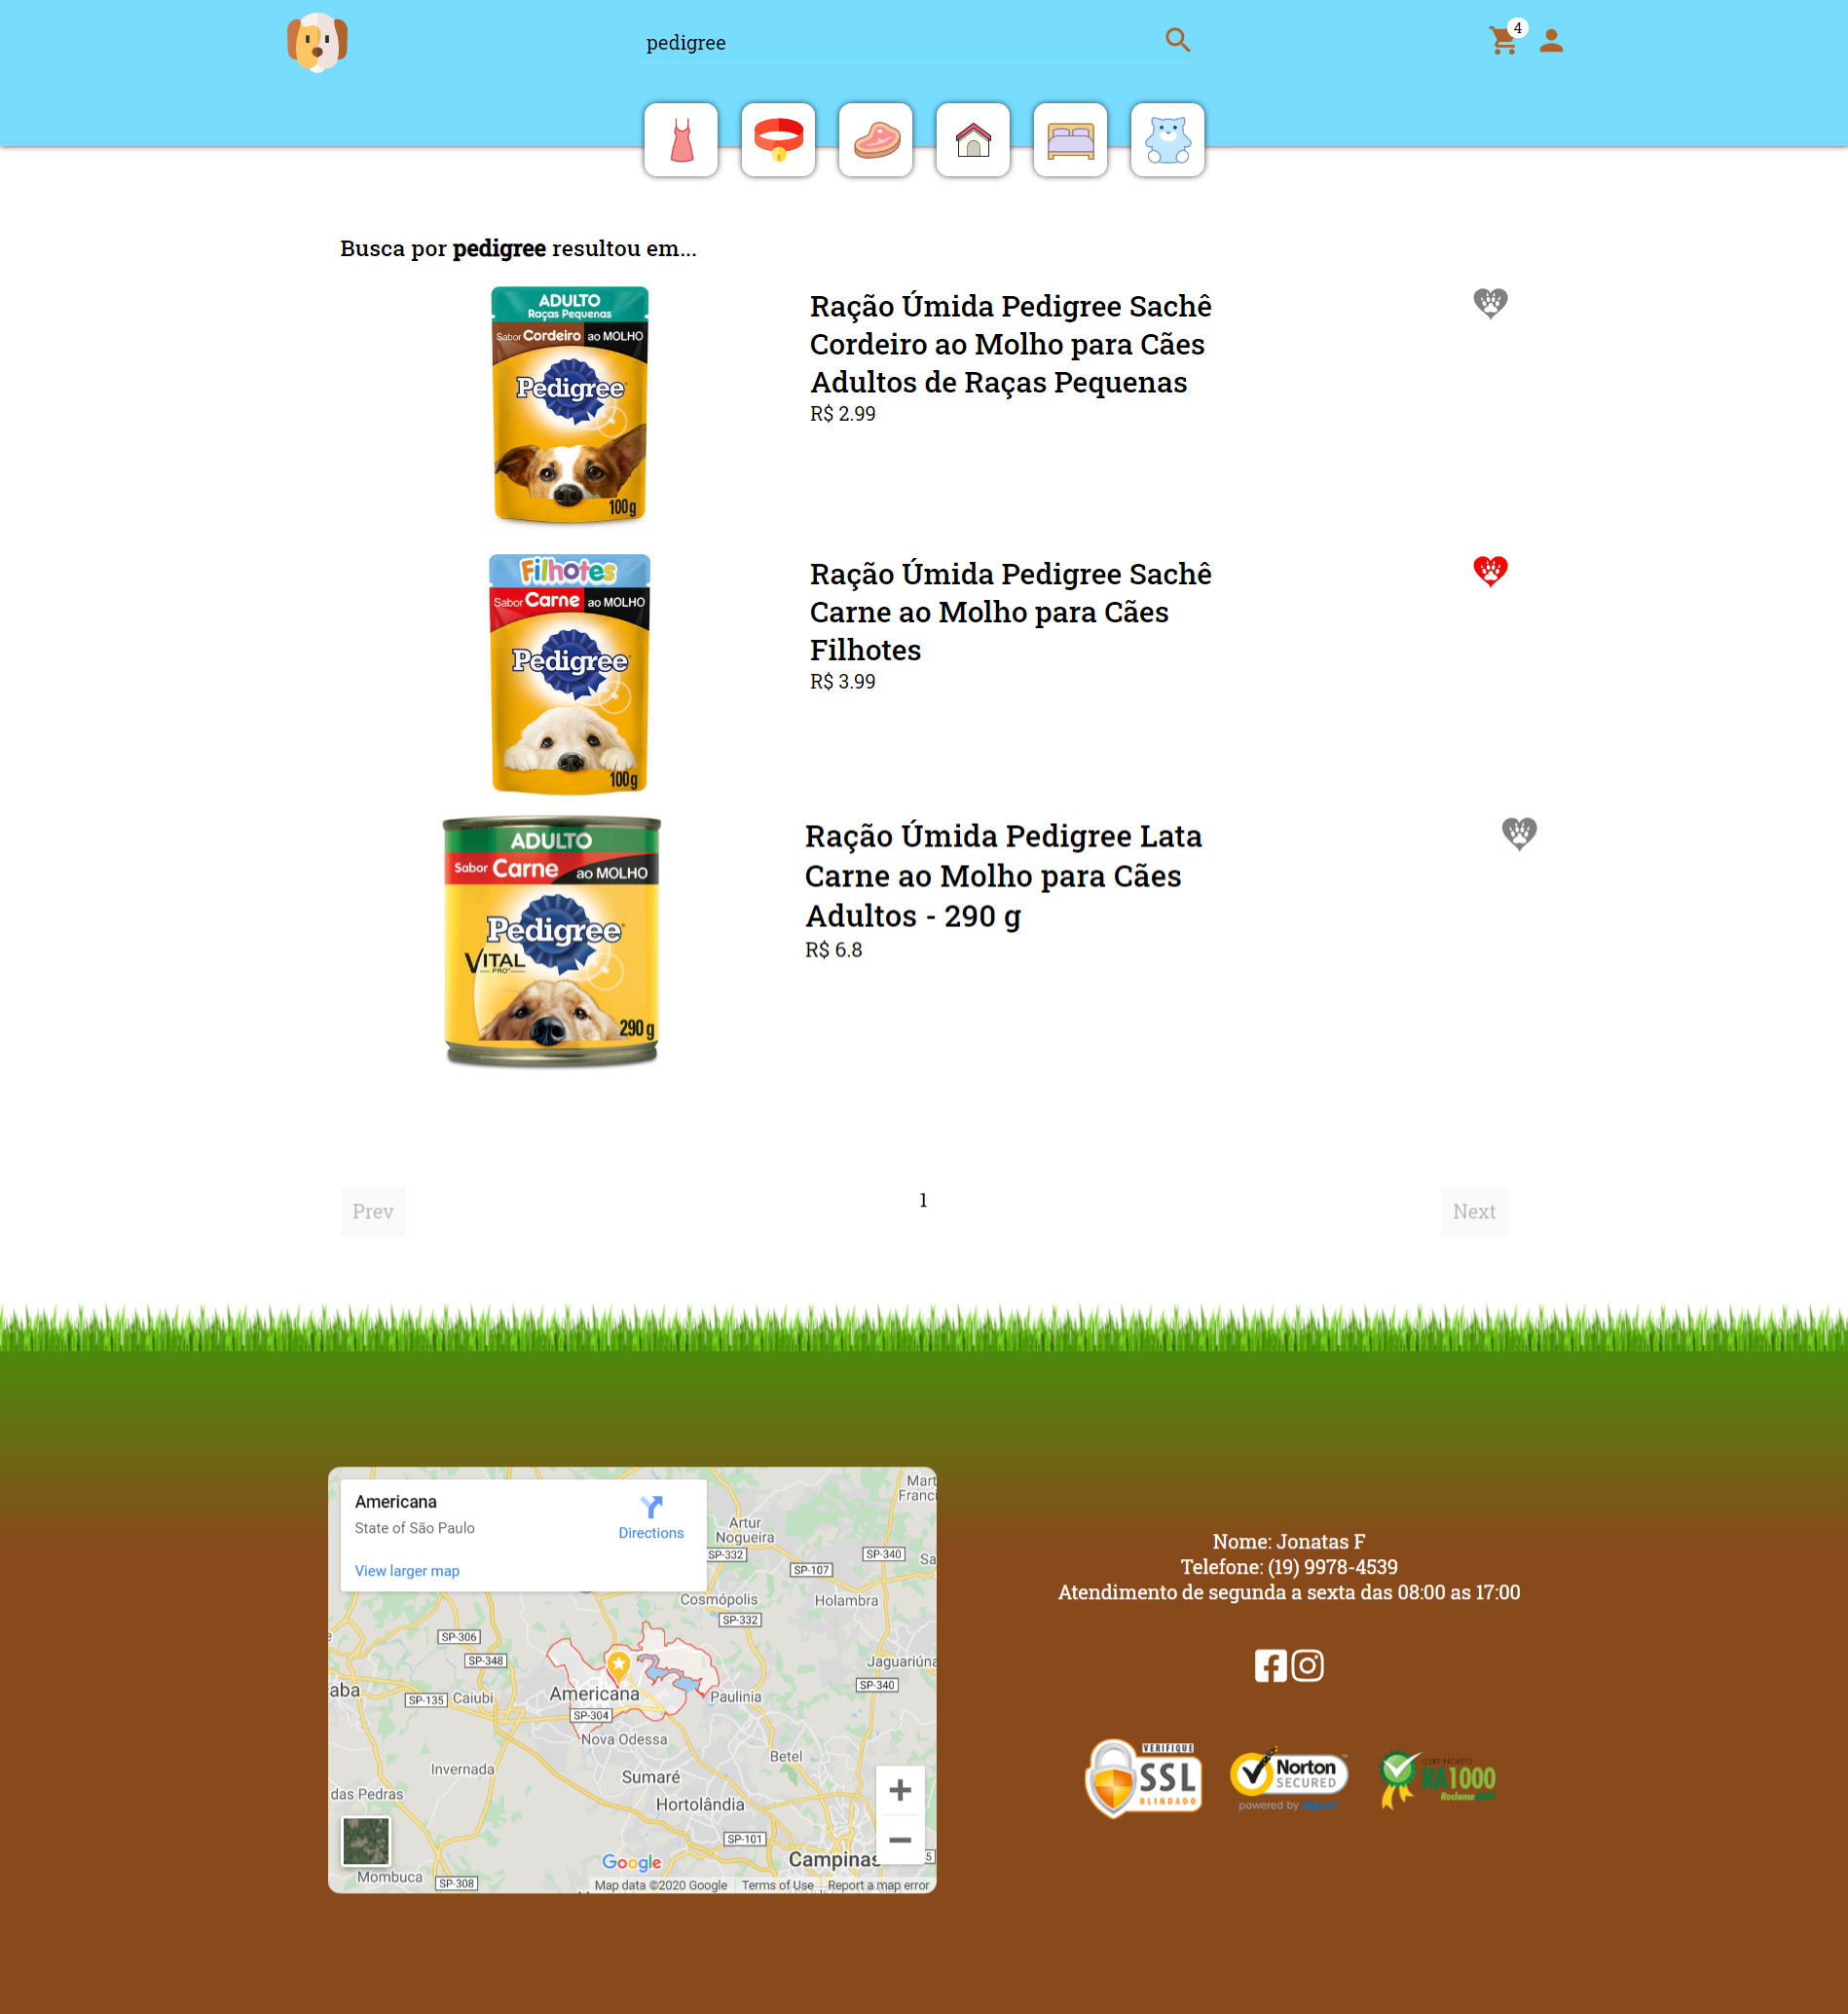 pedigree
4
Busca por pedigree resultou em...
ADULTO
Raças Pequenas
Sabor Cordeiro ao MOLHO
Pedigree
100g
Ração Úmida Pedigree Sachê
Cordeiro ao Molho para Cães
Adultos de Raças Pequenas
R$ 2.99
Filhotes
Sabor Carne ao MOLHO
Pedigree
100g
Ração Úmida Pedigree Sachê
Carne ao Molho para Cães
Filhotes
R$ 3.99
ADULTO
Sabor Carne ao MOLHO
Pedigree
VITAL
PRO
290 g
Ração Úmida Pedigree Lata
Carne ao Molho para Cães
Adultos - 290 g
R$ 6.8
Prev
1
Next
Americana
State of São Paulo
Directions
View larger map
Mart
Franci
Artur
Nogueira
SP-332
SP-340
SP-107
Sa
Cosmópolis
Holambra
SP-332
SP-306
SP-348
Jaguariúna
SP-340
aba
SP-135
Caiubi
Americana
Paulinia
SP-304
Nova Odessa
Betel
Invernada
Sumaré
das Pedras
Hortolândia
SP-101
Campinas
5
Mombuca
SP-308
Google
Map data ©2020 Google
Terms of Use
Report a map error
Nome: Jonatas F
Telefone: (19) 9978-4539
Atendimento de segunda a sexta das 08:00 as 17:00
VERIFIQUE
SSL
BLINDADO
Norton
SECURED
powered by digicert
CERTIFICADO
RA1000
Reclame